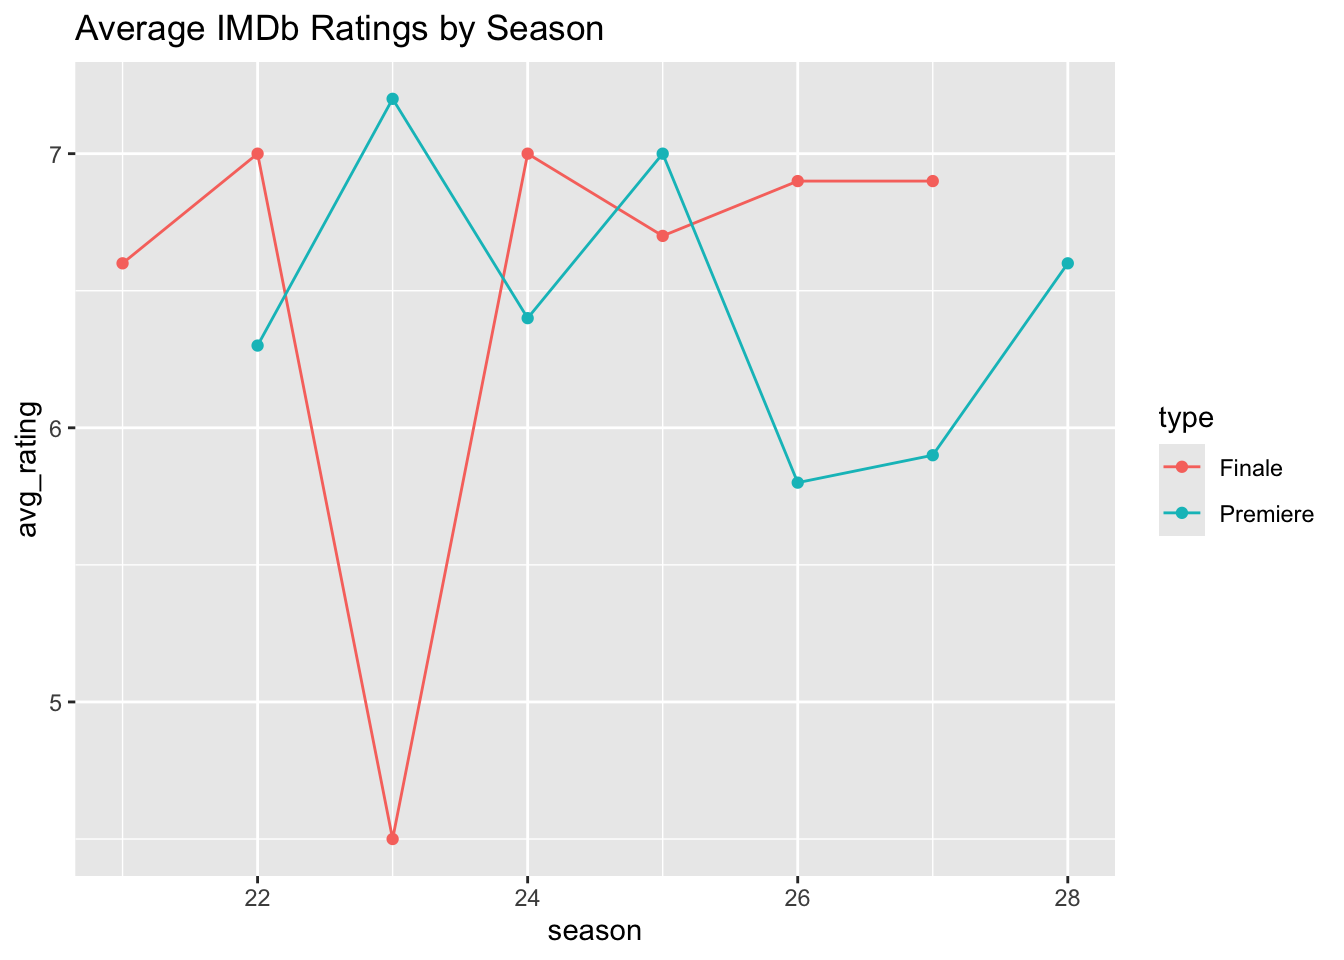 Average IMDb Ratings by Season
avg_rating
7
6
5
22
24
26
28
season
type
Finale
Premiere